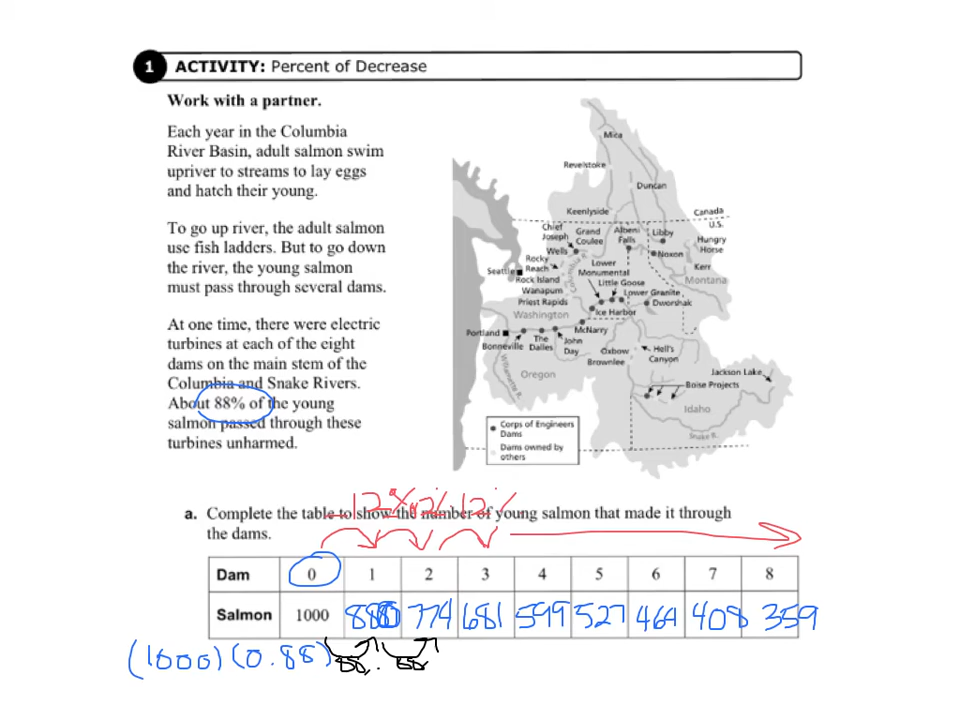 1 ACTIVITY: Percent of Decrease
Work with a partner.
Each year in the Columbia
River Basin, adult salmon swim
upriver to streams to lay eggs
and hatch their young.
To go up river, the adult salmon
use fish ladders. But to go down
the river, the young salmon
must pass through several dams.
At one time, there were electric
turbines at each of the eight
dams on the main stem of the
Columbia and Snake Rivers.
About 88% of the young
salmon passed through these
turbines unharmed.
Mica
Revelstoke
Duncan
Keenlyside
Canada
U.S.
Chief
Joseph
Grand
Coulee
Albeni
Falls
Libby
Hungry
Horse
Wells
Noxon
Kerr
Rocky
Reach
Seattle
Rock Island
Wanapum
Priest Rapids
Lower
Monumental
Little Goose
Lower Granite
Dworshak
Montana
Washington
Ice Harbor
Columbia R.
Portland
McNary
Bonneville
The
Dalles
John
Day
Oxbow
Brownlee
Hell's
Canyon
Jackson Lake
Boise Projects
Willamette R.
Oregon
Idaho
Snake R.
Corps of Engineers
Dams
Dams owned by
others
12% 12% 12%
a. Complete the table to show the number of young salmon that made it through
the dams.
Dam 0 1 2 3 4 5 6 7 8
Salmon 1000 880 774 681 599 527 464 408 359
(1000)(0.88) .88 . .88